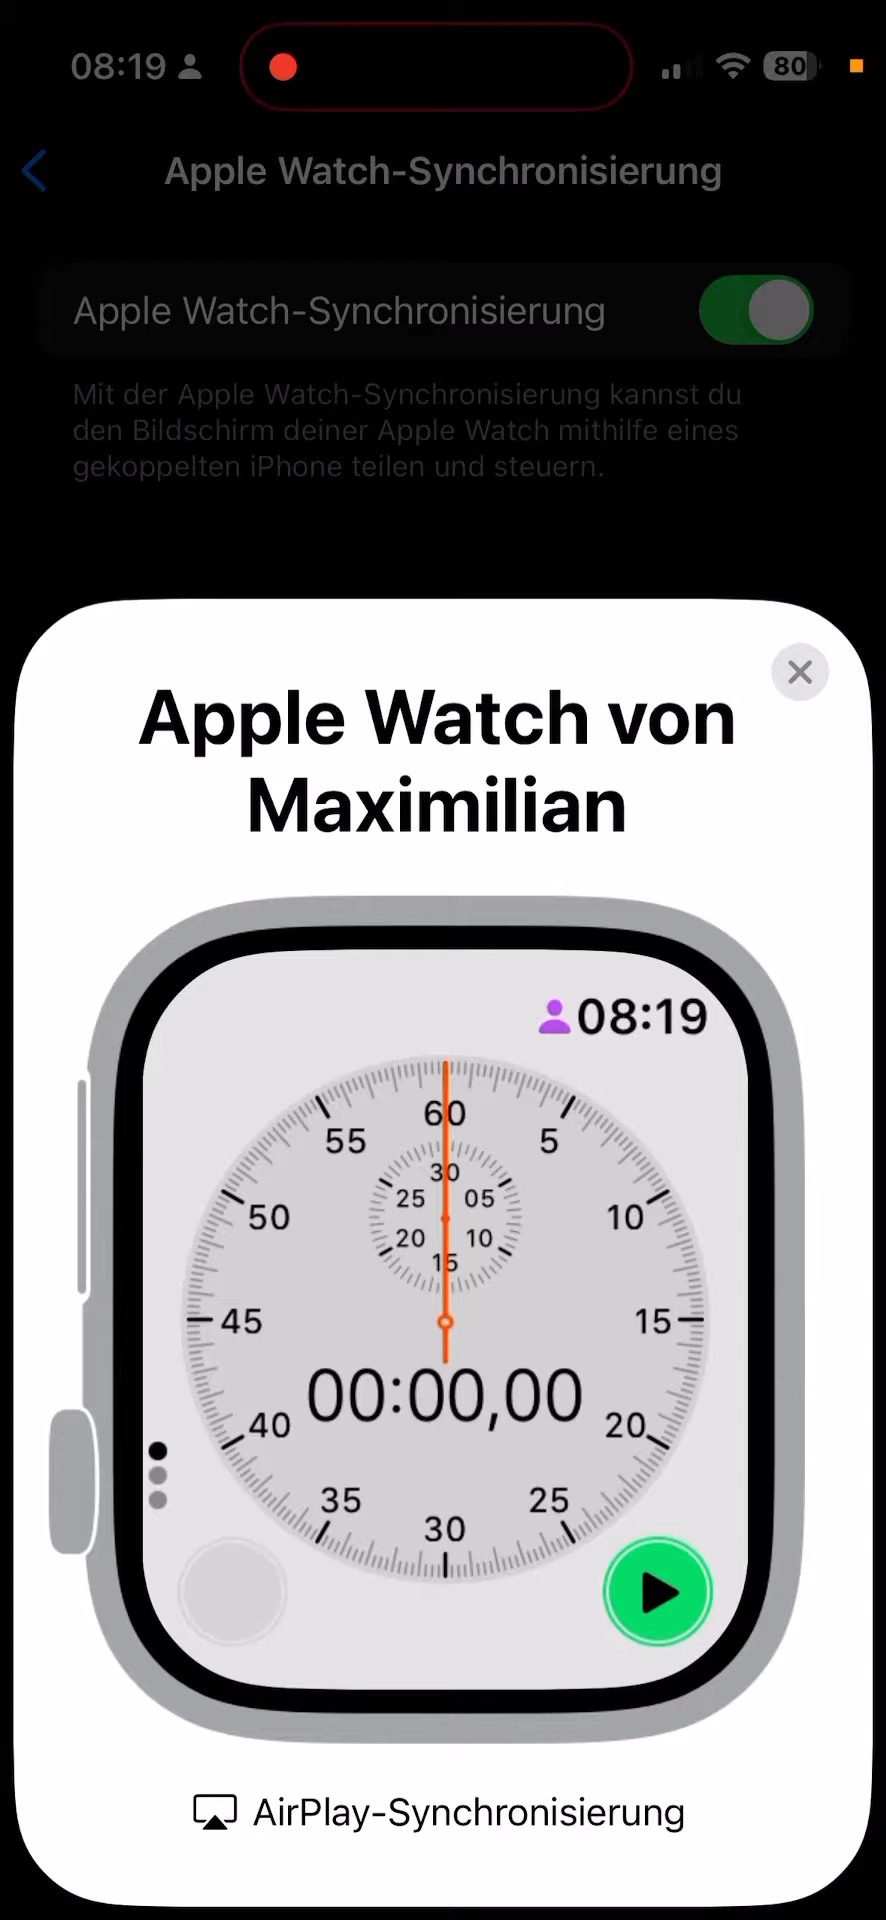 08:19
80
Apple Watch-Synchronisierung
Apple Watch-Synchronisierung
Mit der Apple Watch-Synchronisierung kannst du
den Bildschirm deiner Apple Watch mithilfe eines
gekoppelten iPhone teilen und steuern.
Apple Watch von
Maximilian
08:19
60
55
5
30
25
05
50
10
20
10
15
45
15
00:00,00
40
20
35
25
30
AirPlay-Synchronisierung